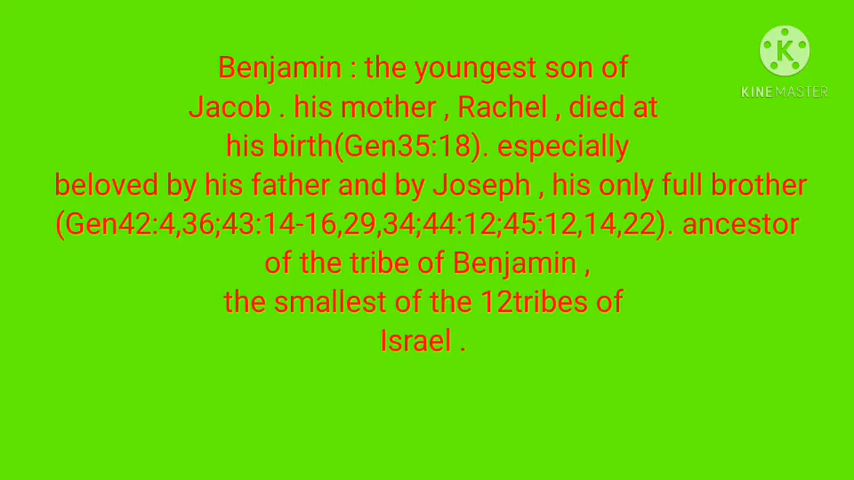 Benjamin : the youngest son of
Jacob . his mother , Rachel , died at
his birth(Gen35:18). especially
beloved by his father and by Joseph , his only full brother
(Gen42:4,36;43:14-16,29,34;44:12;45:12,14,22). ancestor
of the tribe of Benjamin ,
the smallest of the 12tribes of
Israel .
K
KINEMASTER